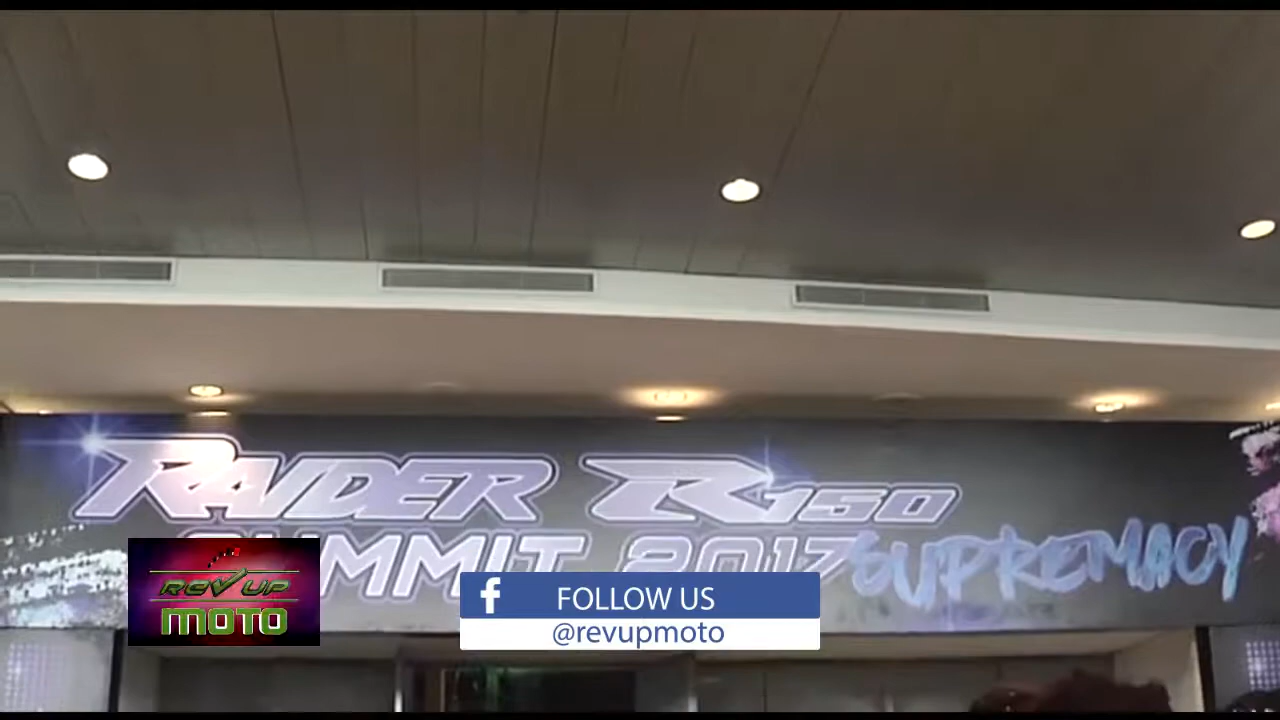 RAIDER R150
SUMMIT 2017 SUPREMACY
REV UP
MOTO
f FOLLOW US
@revupmoto